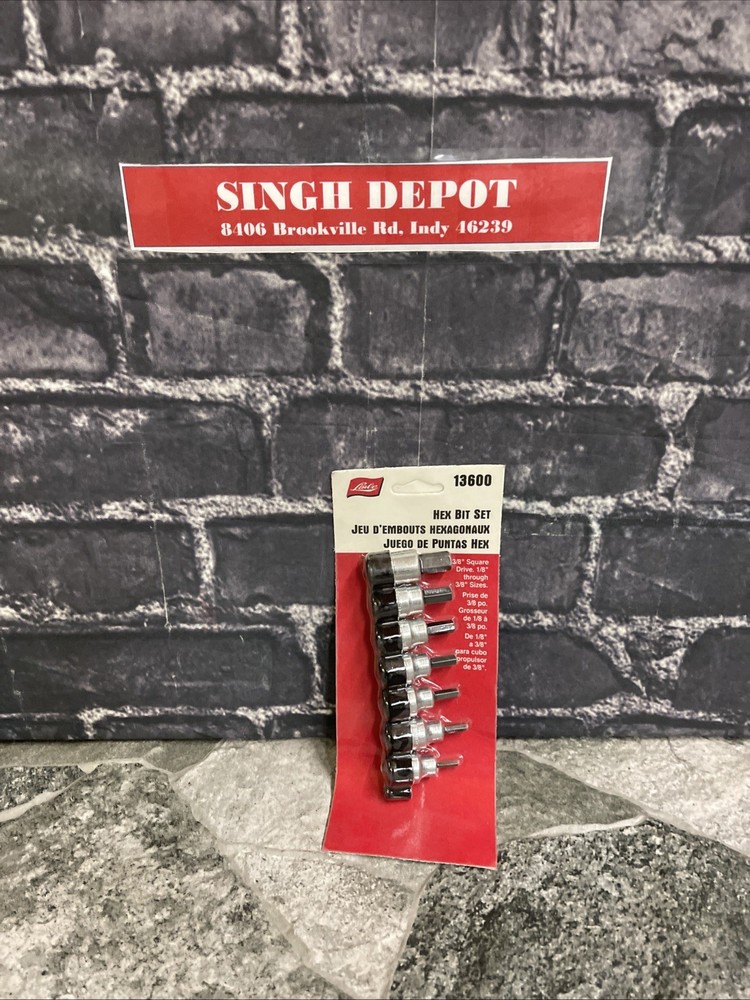 SINGH DEPOT
8406 Brookville Rd, Indy 46239
Lisle
13600
HEX BIT SET
JEU D'EMBOUTS HEXAGONAUX
JUEGO DE PUNTAS HEX
3/8" Square
Drive. 1/8"
through
3/8" Sizes.
Prise de
3/8 po.
Grosseur
de 1/8 à
3/8 po.
De 1/8"
a 3/8"
para cubo
propulsor
de 3/8".